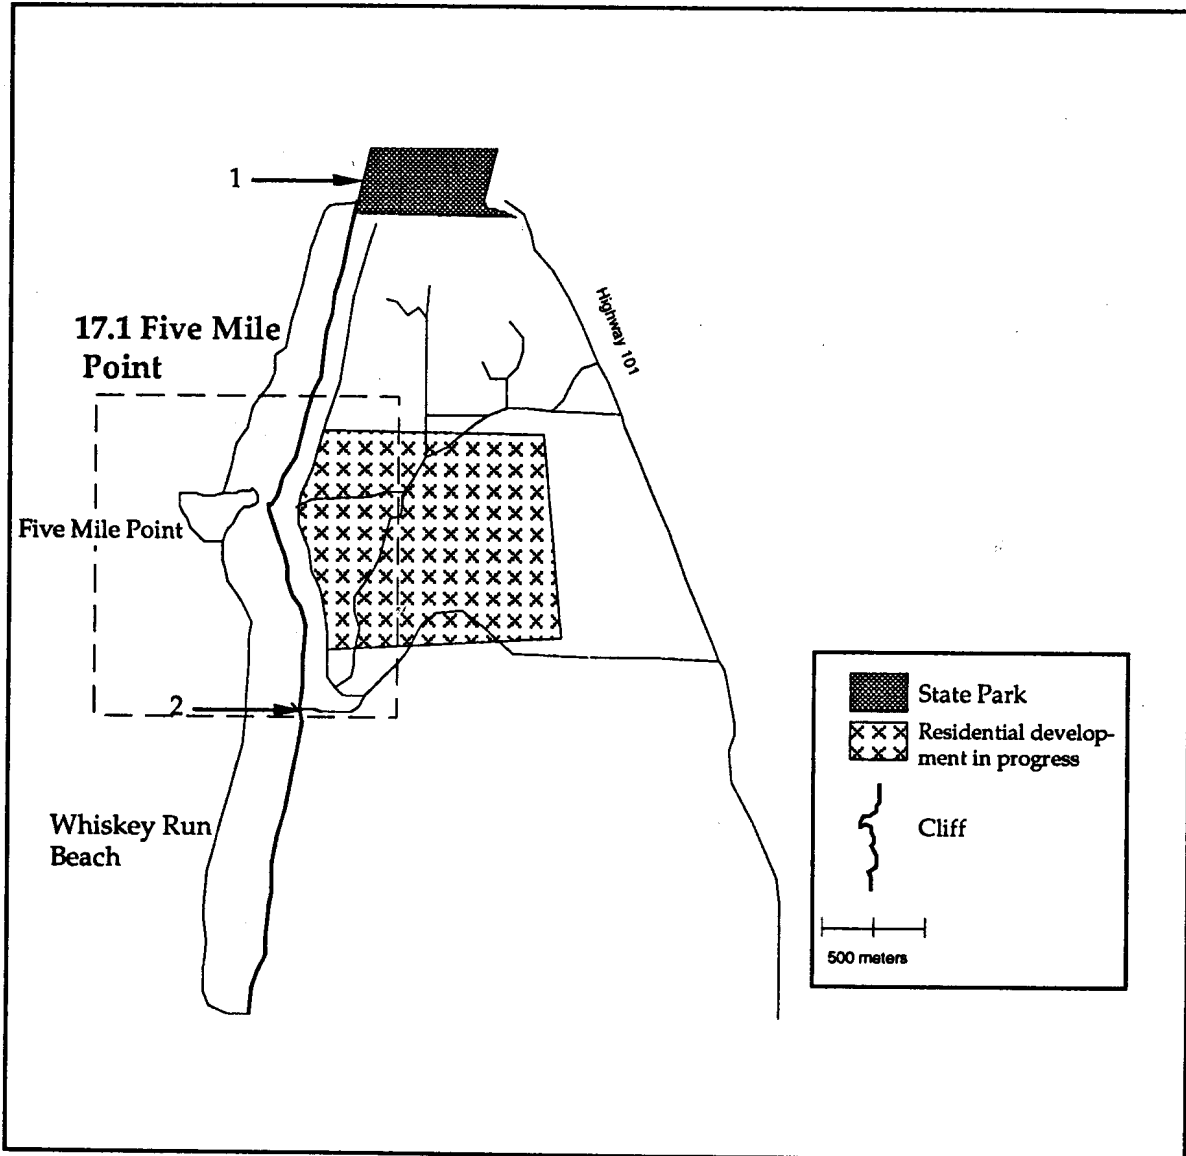 1
Highway 101
17.1 Five Mile
Point
Five Mile Point
2
Whiskey Run
Beach
State Park
Residential develop-
ment in progress
Cliff
500 meters